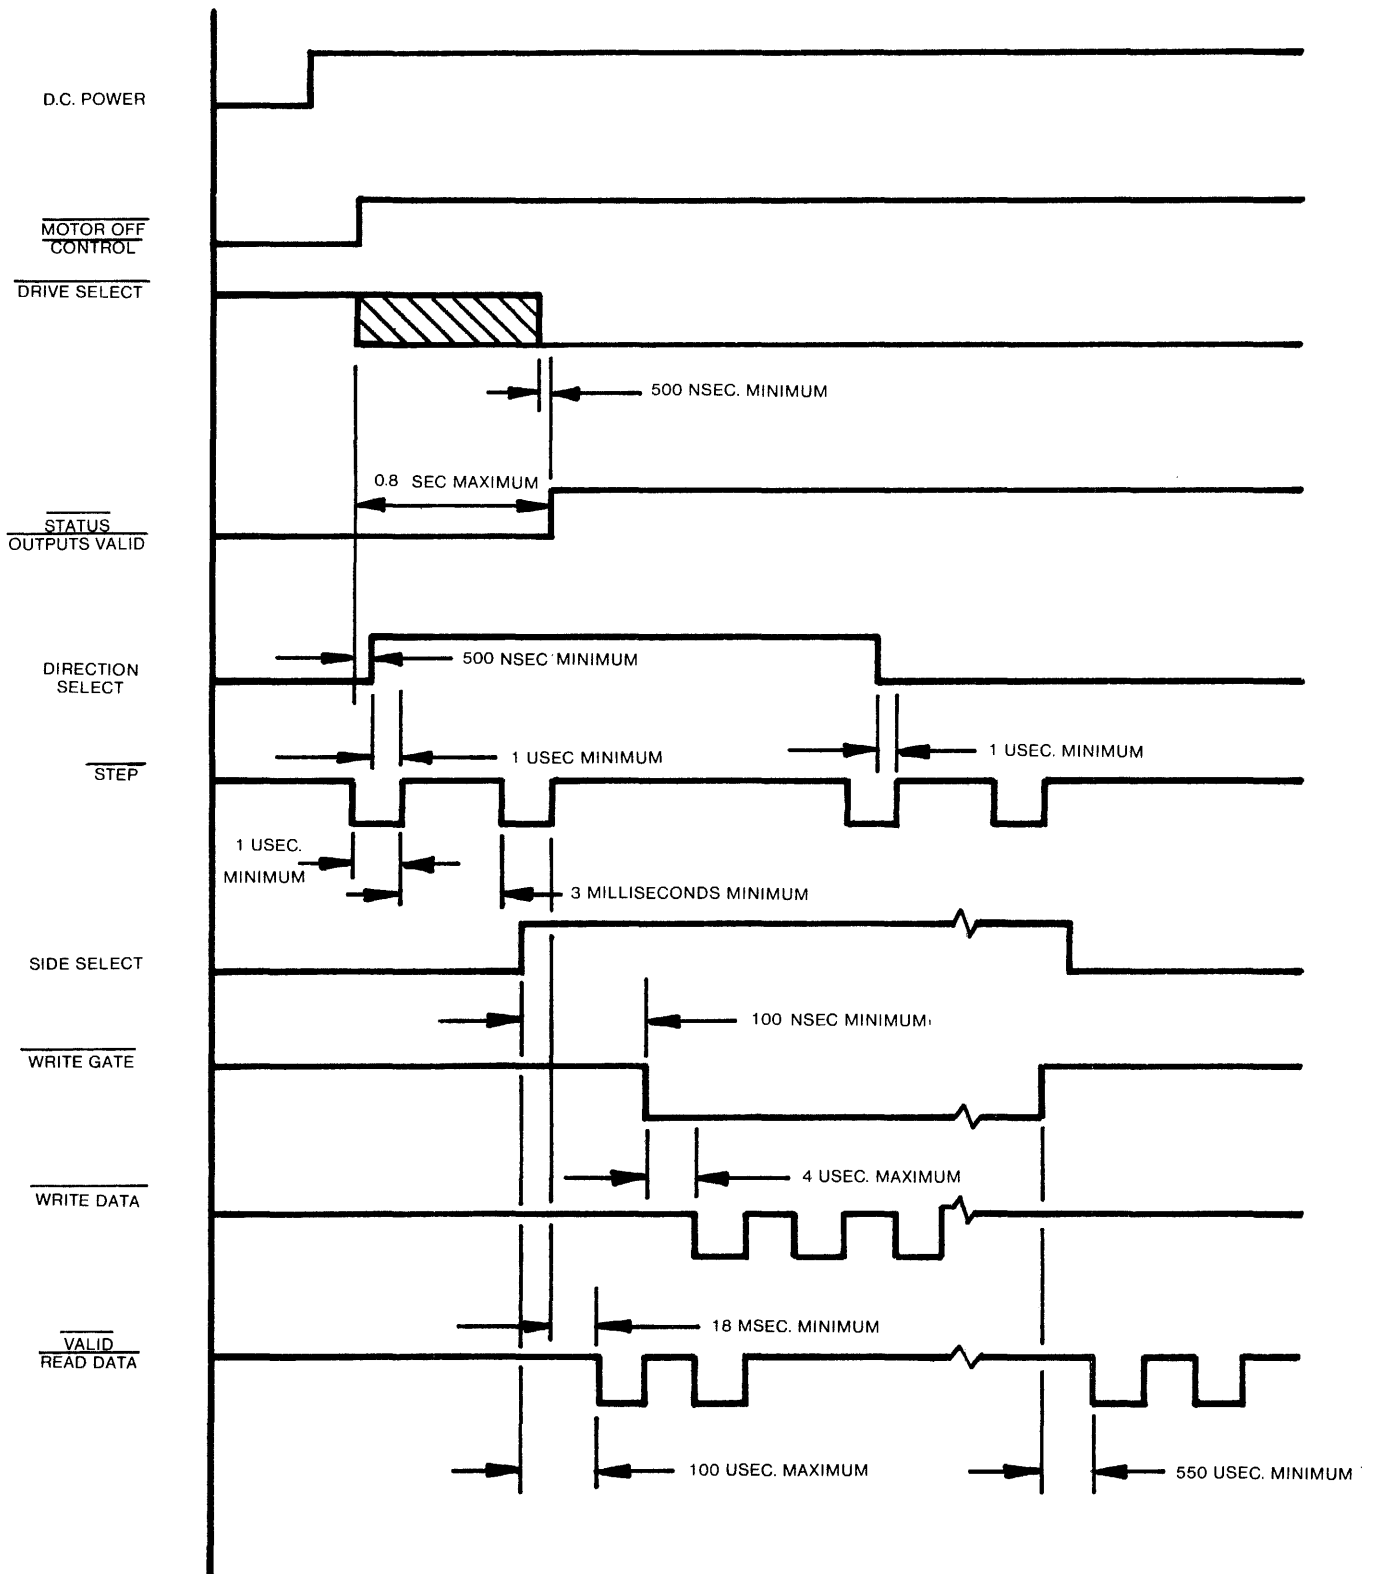 D.C. POWER
MOTOR OFF
CONTROL
DRIVE SELECT
500 NSEC. MINIMUM
0.8 SEC MAXIMUM
STATUS
OUTPUTS VALID
500 NSEC MINIMUM
DIRECTION
SELECT
1 USEC MINIMUM
1 USEC. MINIMUM
STEP
1 USEC.
MINIMUM
3 MILLISECONDS MINIMUM
SIDE SELECT
100 NSEC MINIMUM
WRITE GATE
4 USEC. MAXIMUM
WRITE DATA
18 MSEC. MINIMUM
VALID
READ DATA
100 USEC. MAXIMUM
550 USEC. MINIMUM